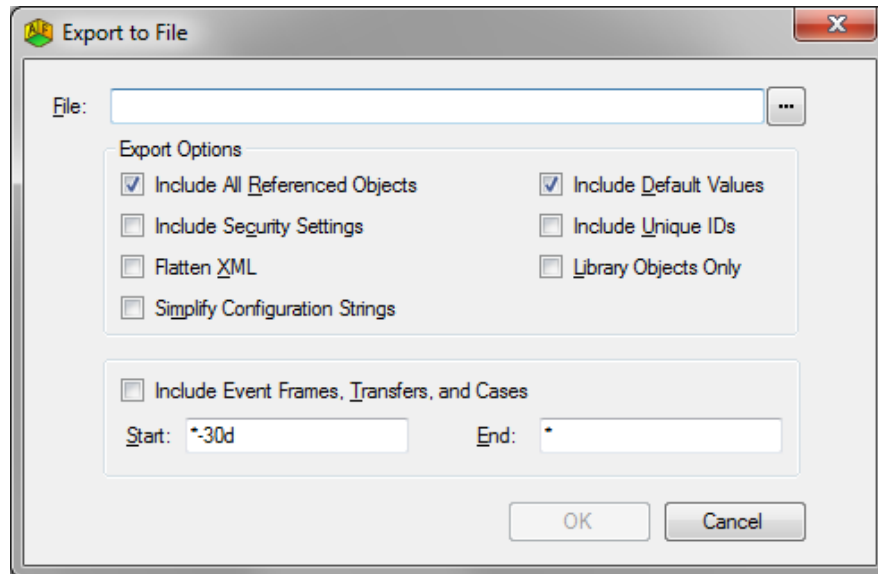 AF Export to File
File: ...
Export Options
Include All Referenced Objects Include Default Values
Include Security Settings Include Unique IDs
Flatten XML Library Objects Only
Simplify Configuration Strings
Include Event Frames, Transfers, and Cases
Start: *-30d End: *
OK Cancel